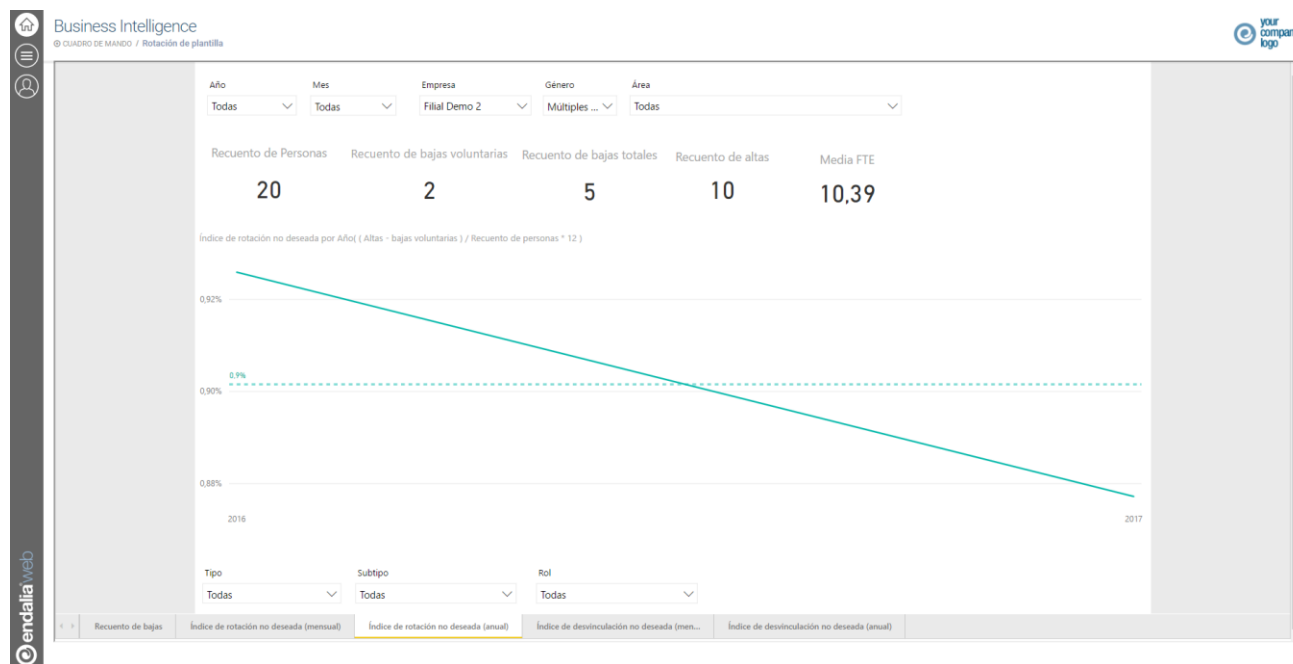 Business Intelligence
CUADRO DE MANDO / Rotación de plantilla
your
compan
logo
Año Mes Empresa Género Área
Todas Todas Filial Demo 2 Múltiples ... Todas
Recuento de Personas Recuento de bajas voluntarias Recuento de bajas totales Recuento de altas Media FTE
20 2 5 10 10,39
Índice de rotación no deseada por Año( ( Altas - bajas voluntarias ) / Recuento de personas * 12 )
0,92%
0,9%
0,90%
0,88%
2016 2017
Tipo Subtipo Rol
Todas Todas Todas
Recuento de bajas Índice de rotación no deseada (mensual) Índice de rotación no deseada (anual) Índice de desvinculación no deseada (men... Índice de desvinculación no deseada (anual)
endalia web